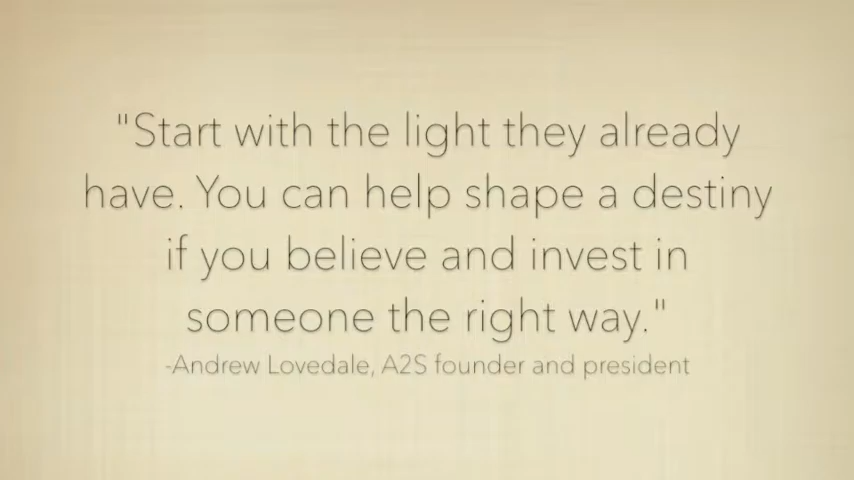 "Start with the light they already
have. You can help shape a destiny
if you believe and invest in
someone the right way."
-Andrew Lovedale, A2S founder and president